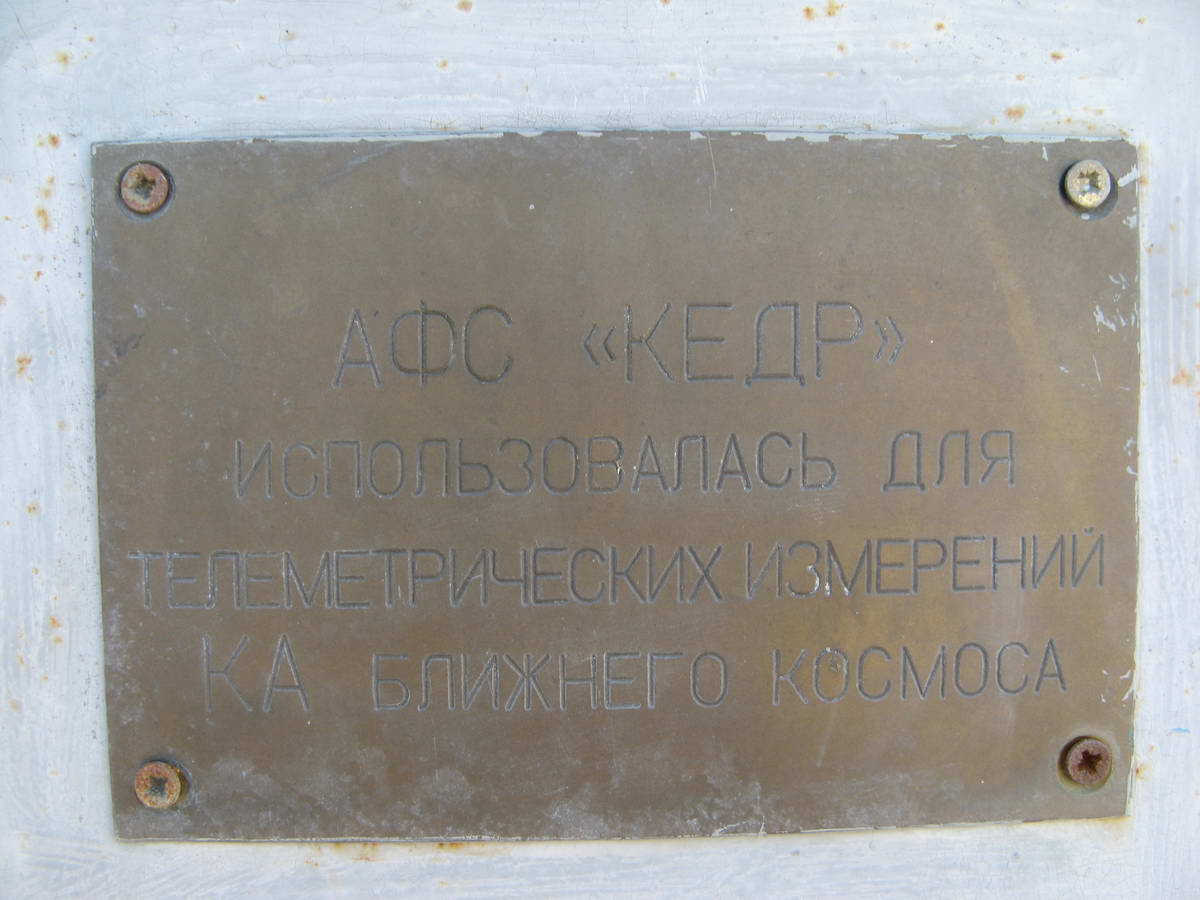 АФС «КЕДР»
ИСПОЛЬЗОВАЛАСЬ ДЛЯ
ТЕЛЕМЕТРИЧЕСКИХ ИЗМЕРЕНИЙ
КА БЛИЖНЕГО КОСМОСА